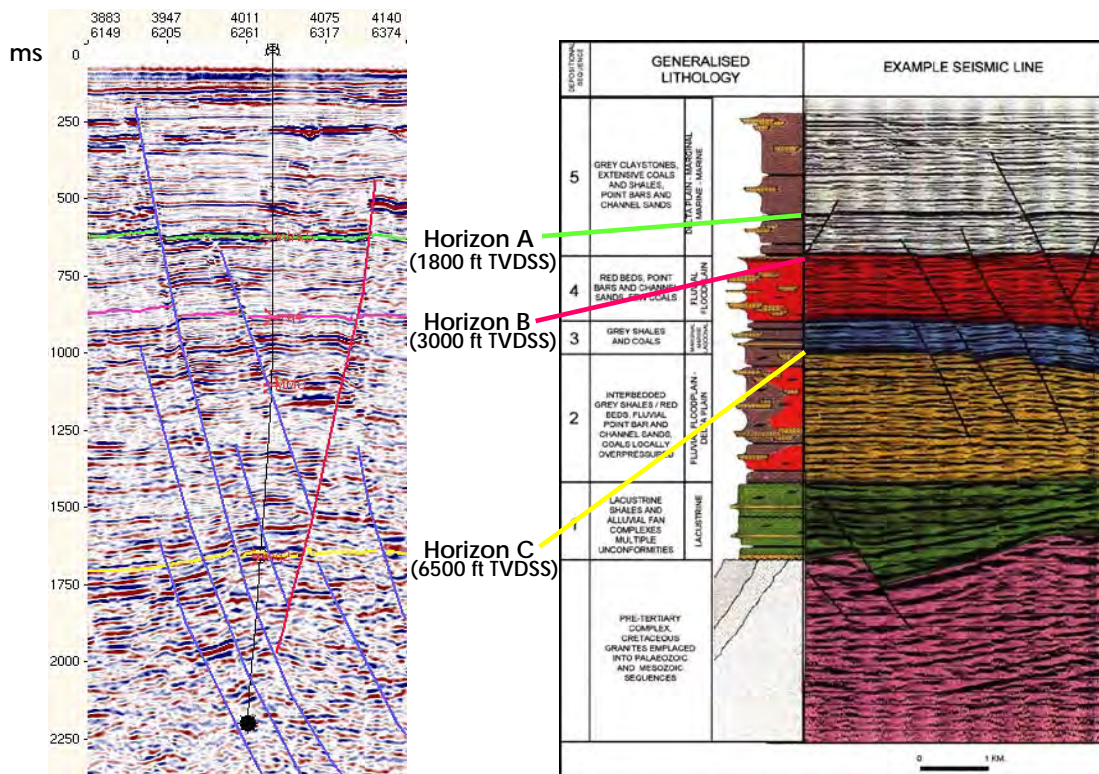 3883 3947 4011 4075 4140
6149 6205 6261 6317 6374
ms
0
250
500
750
1000
1250
1500
1750
2000
2250
Horizon A
(1800 ft TVDSS)
Horizon B
(3000 ft TVDSS)
Horizon C
(6500 ft TVDSS)
DEPOSITIONAL
SEQUENCE
GENERALISED
LITHOLOGY
EXAMPLE SEISMIC LINE
5
GREY CLAYSTONES,
EXTENSIVE COALS
AND SHALES,
POINT BARS AND
CHANNEL SANDS
DELTA PLAIN - MARGINAL
MARINE - MARINE
4
RED BEDS, POINT
BARS AND CHANNEL
SANDS, FEW COALS
FLUVIAL
FLOODPLAIN
3
GREY SHALES
AND COALS
MARGINAL
MARINE
2
INTERBEDDED
GREY SHALES / RED
BEDS, FLUVIAL
POINT BAR AND
CHANNEL SANDS,
COALS LOCALLY
OVERPRESSURED
FLUVIAL FLOODPLAIN -
DELTA PLAIN
1
LACUSTRINE
SHALES AND
ALLUVIAL FAN
COMPLEXES
MULTIPLE
UNCONFORMITIES
LACUSTRINE
PRE-TERTIARY
COMPLEX,
CRETACEOUS
GRANITES EMPLACED
INTO PALAEOZOIC
AND MESOZOIC
SEQUENCES
0 1 KM.